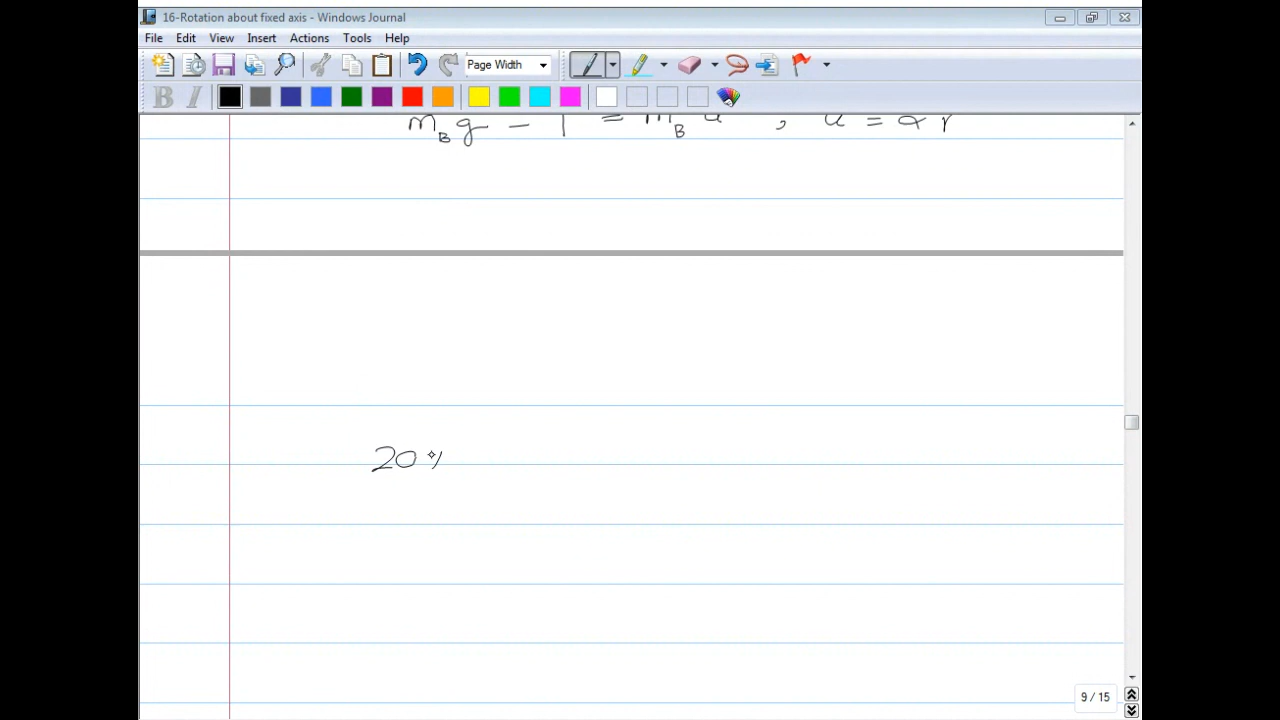 16-Rotation about fixed axis - Windows Journal
File Edit View Insert Actions Tools Help
Page Width
B I
m_B g - T = m_B a , a = α r
20
9 / 15